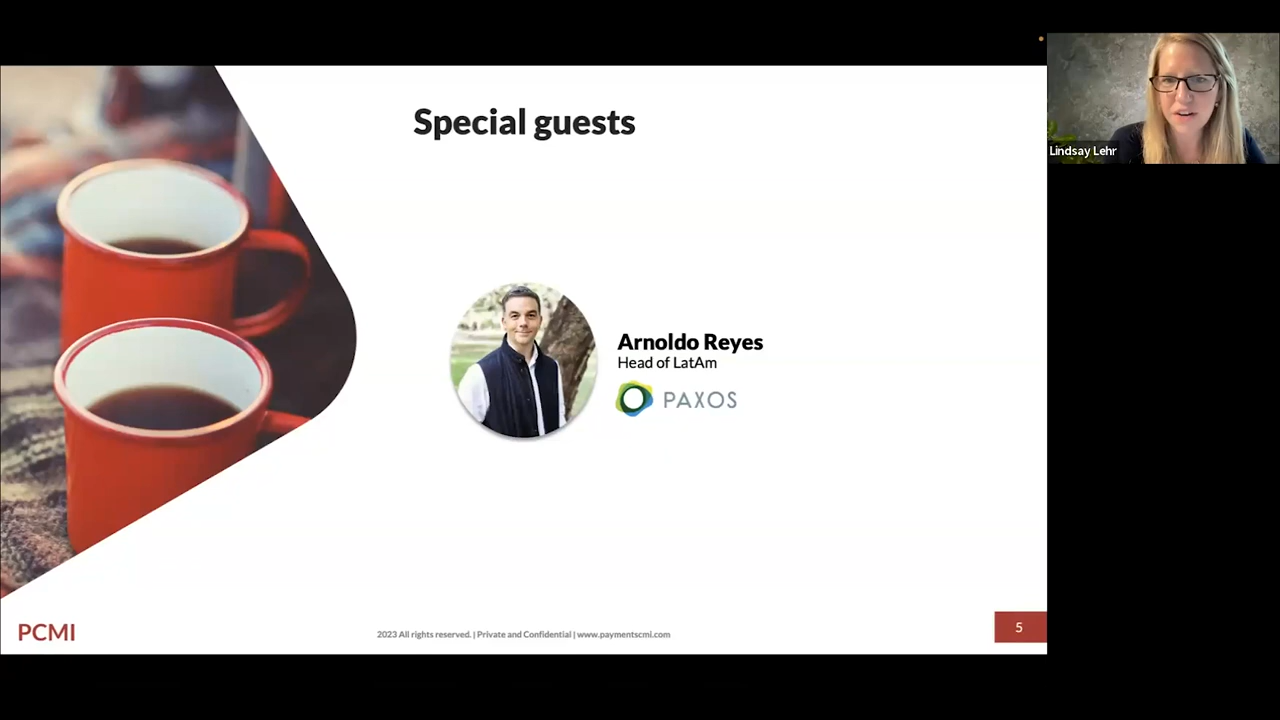 Special guests
Lindsay Lehr
Arnoldo Reyes
Head of LatAm
PAXOS
PCMI
2023 All rights reserved. | Private and Confidential | www.paymentscmi.com
5